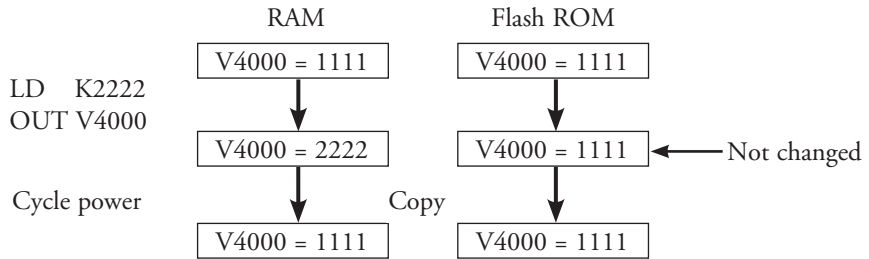 RAM Flash ROM
V4000 = 1111 V4000 = 1111
LD K2222
OUT V4000
V4000 = 2222 V4000 = 1111 Not changed
Cycle power Copy
V4000 = 1111 V4000 = 1111